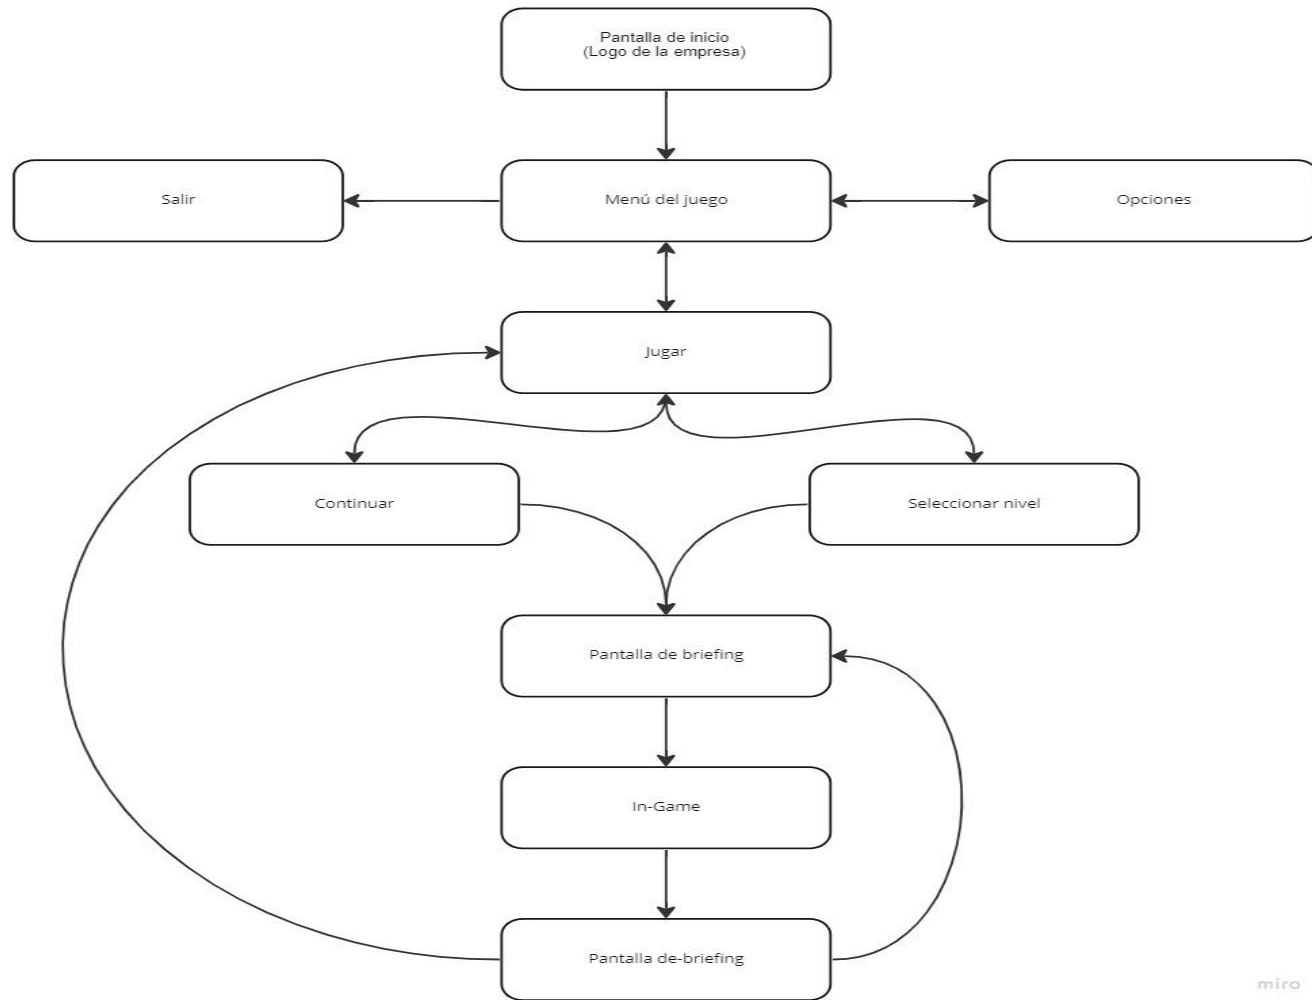 Pantalla de inicio
(Logo de la empresa)
Salir
Menú del juego
Opciones
Jugar
Continuar
Seleccionar nivel
Pantalla de briefing
In-Game
Pantalla de-briefing
miro